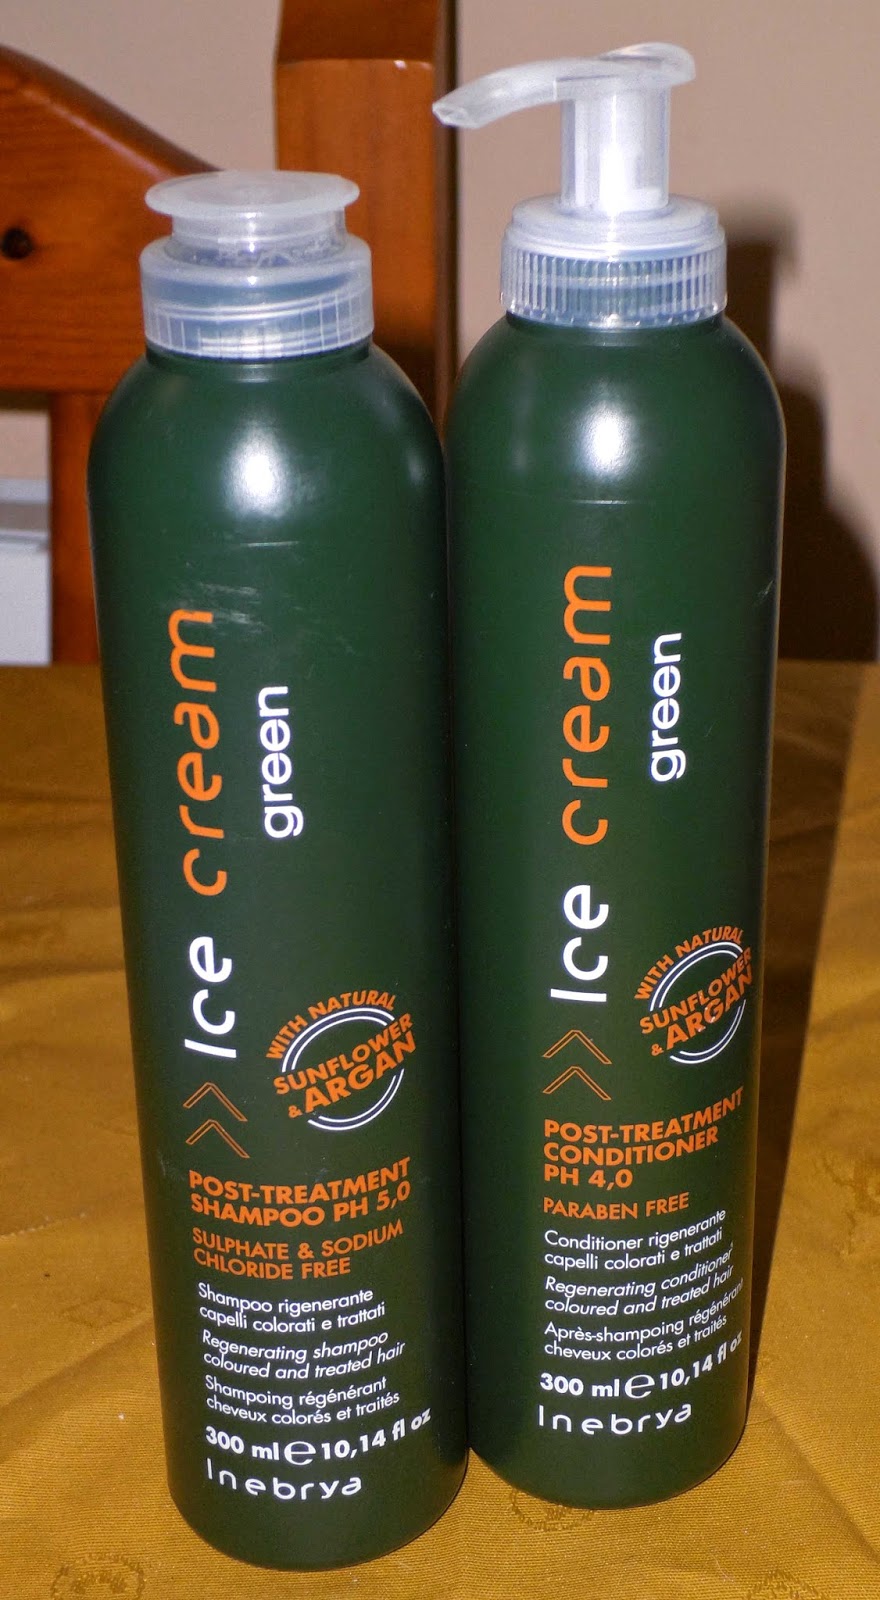 Ice cream
green
WITH NATURAL
SUNFLOWER
& ARGAN
POST-TREATMENT
SHAMPOO PH 5,0
SULPHATE & SODIUM
CHLORIDE FREE
Shampoo rigenerante
capelli colorati e trattati
Regenerating shampoo
coloured and treated hair
Shampoing régénérant
cheveux colorés et traités
300 ml e 10,14 fl oz
Inebrya
Ice cream
green
WITH NATURAL
SUNFLOWER
& ARGAN
POST-TREATMENT
CONDITIONER
PH 4,0
PARABEN FREE
Conditioner rigenerante
capelli colorati e trattati
Regenerating conditioner
coloured and treated hair
Après-shampoing régénérant
cheveux colorés et traités
300 ml e 10,14 fl oz
Inebrya